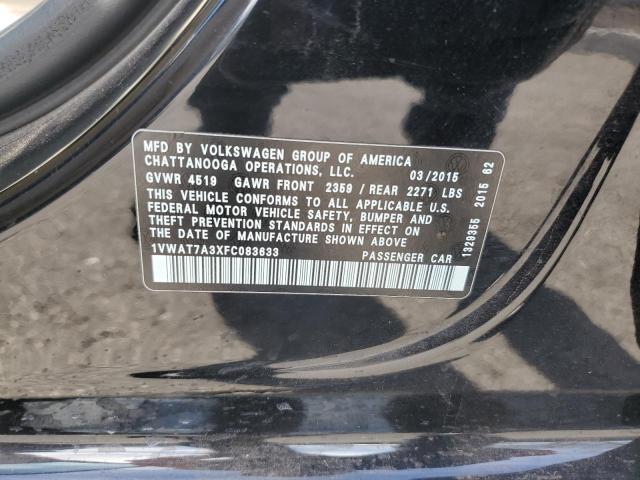 MFD BY VOLKSWAGEN GROUP OF AMERICA
CHATTANOOGA OPERATIONS, LLC. 03/2015
GVWR 4519 GAWR FRONT 2359 / REAR 2271 LBS
THIS VEHICLE CONFORMS TO ALL APPLICABLE U.S.
FEDERAL MOTOR VEHICLE SAFETY, BUMPER AND
THEFT PREVENTION STANDARDS IN EFFECT ON
THE DATE OF MANUFACTURE SHOWN ABOVE.
1VWAT7A3XFC083633 PASSENGER CAR
1329355 2015 62